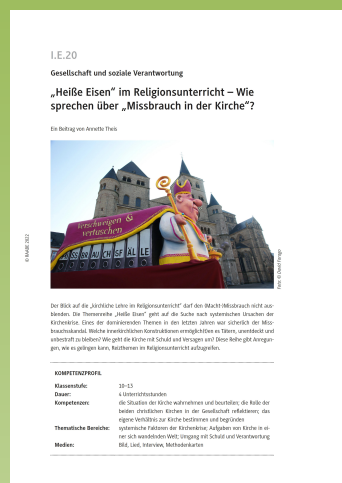 I.E.20
Gesellschaft und soziale Verantwortung
„Heiße Eisen“ im Religionsunterricht – Wie
sprechen über „Missbrauch in der Kirche“?
Ein Beitrag von Annette Theis
Verschweigen &
vertuschen
MISSBRAUCHSFÄLLE
© RAABE 2022
Der Blick auf die „kirchliche Lehre im Religionsunterricht“ darf den (Macht-)Missbrauch nicht aus-
blenden. Die Themenreihe „Heiße Eisen“ geht auf die Suche nach systemischen Ursachen der
Kirchenkrise. Eines der dominierenden Themen in den letzten Jahren war sicherlich der Miss-
brauchsskandal. Welche innerkirchlichen Konstruktionen ermöglich(t)en es Tätern, unentdeckt und
unbestraft zu bleiben? Wie geht die Kirche mit Schuld und Versagen um? Diese Reihe gibt Anregun-
gen, wie es gelingen kann, Reizthemen im Religionsunterricht aufzugreifen.
KOMPETENZPROFIL
Klassenstufe: 10–13
Dauer: 4 Unterrichtsstunden
Kompetenzen: die Situation der Kirche wahrnehmen und beurteilen; die Rolle der
beiden christlichen Kirchen in der Gesellschaft reflektieren; das
eigene Verhältnis zur Kirche bestimmen und begründen
Thematische Bereiche: systemische Faktoren der Kirchenkrise; Aufgaben von Kirche in ei-
ner sich wandelnden Welt; Umgang mit Schuld und Verantwortung
Medien: Bild, Lied, Interview, Methodenkarten